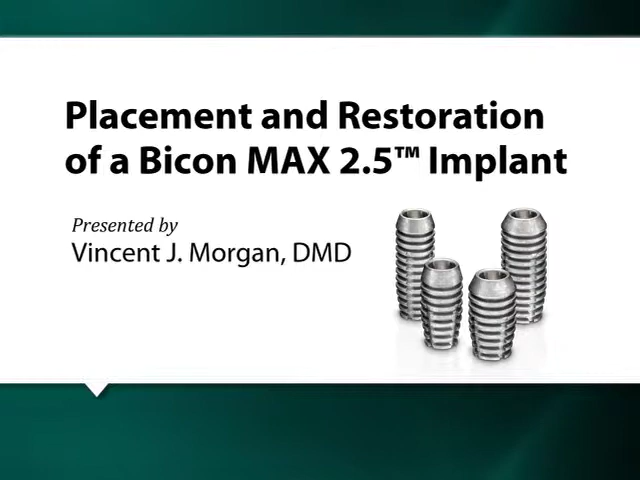 Placement and Restoration
of a Bicon MAX 2.5™ Implant
Presented by
Vincent J. Morgan, DMD